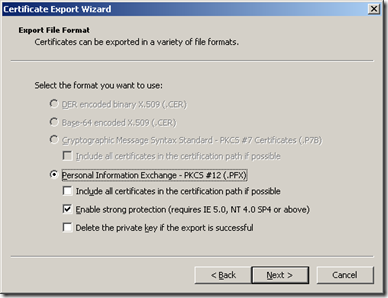 Certificate Export Wizard
Export File Format
Certificates can be exported in a variety of file formats.
Select the format you want to use:
DER encoded binary X.509 (.CER)
Base-64 encoded X.509 (.CER)
Cryptographic Message Syntax Standard - PKCS #7 Certificates (.P7B)
Include all certificates in the certification path if possible
Personal Information Exchange - PKCS #12 (.PFX)
Include all certificates in the certification path if possible
Enable strong protection (requires IE 5.0, NT 4.0 SP4 or above)
Delete the private key if the export is successful
< Back
Next >
Cancel